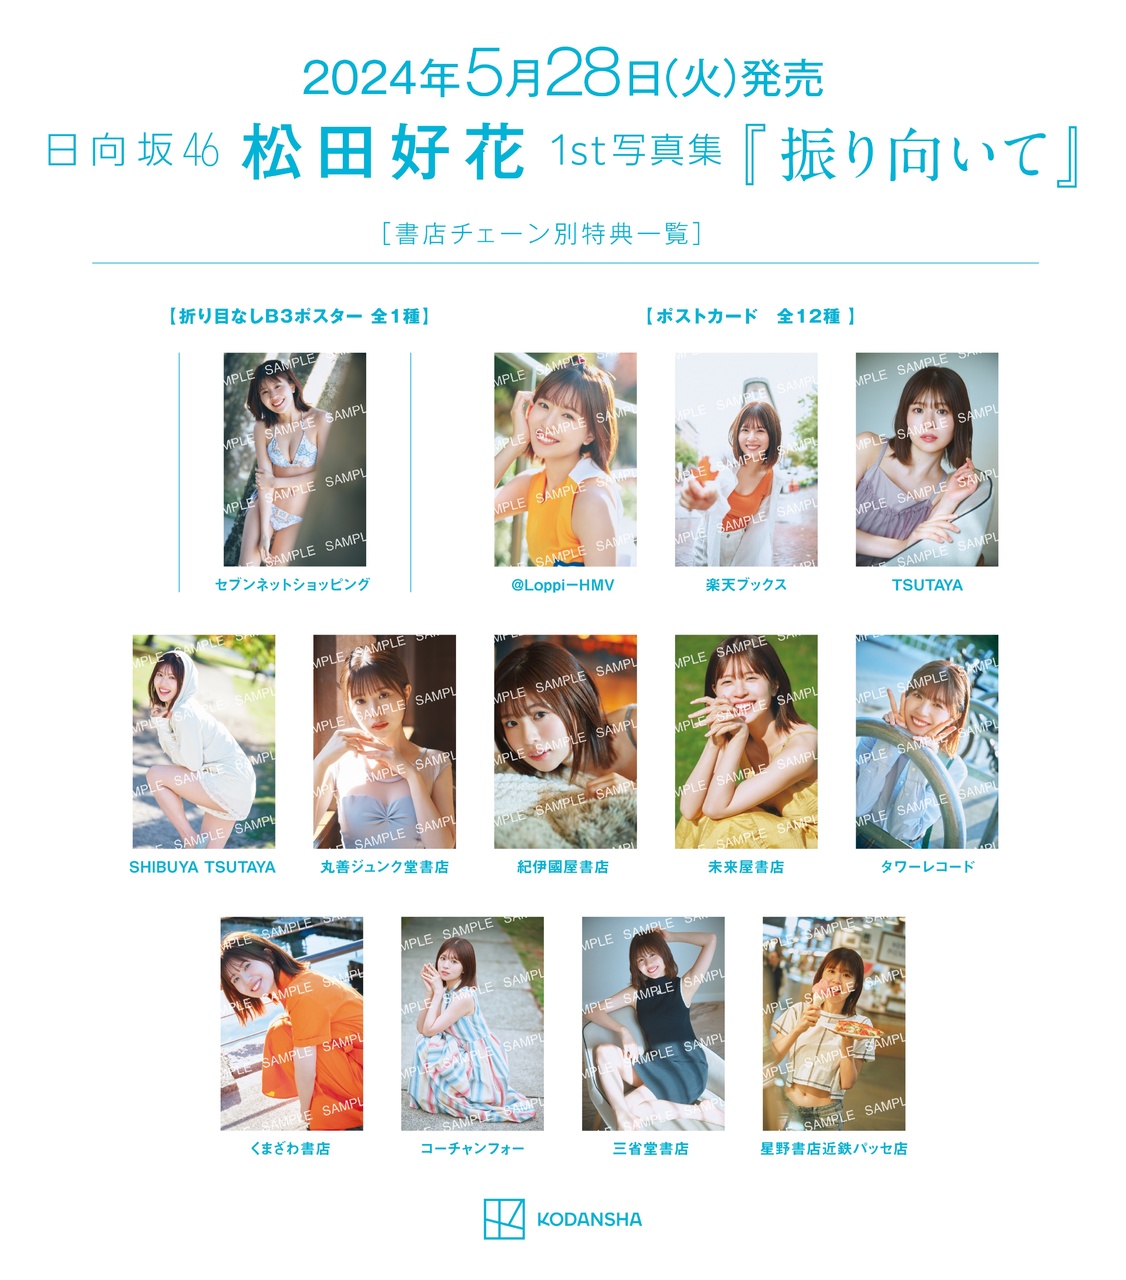 2024年5月28日(火)発売
日向坂46 松田好花 1st写真集『振り向いて』
［書店チェーン別特典一覧］
【折り目なしB3ポスター 全1種】
【ポストカード 全12種 】
SAMPLE
セブンネットショッピング
@Loppi−HMV
楽天ブックス
TSUTAYA
SHIBUYA TSUTAYA
丸善ジュンク堂書店
紀伊國屋書店
未来屋書店
タワーレコード
くまざわ書店
コーチャンフォー
三省堂書店
星野書店近鉄パッセ店
KODANSHA